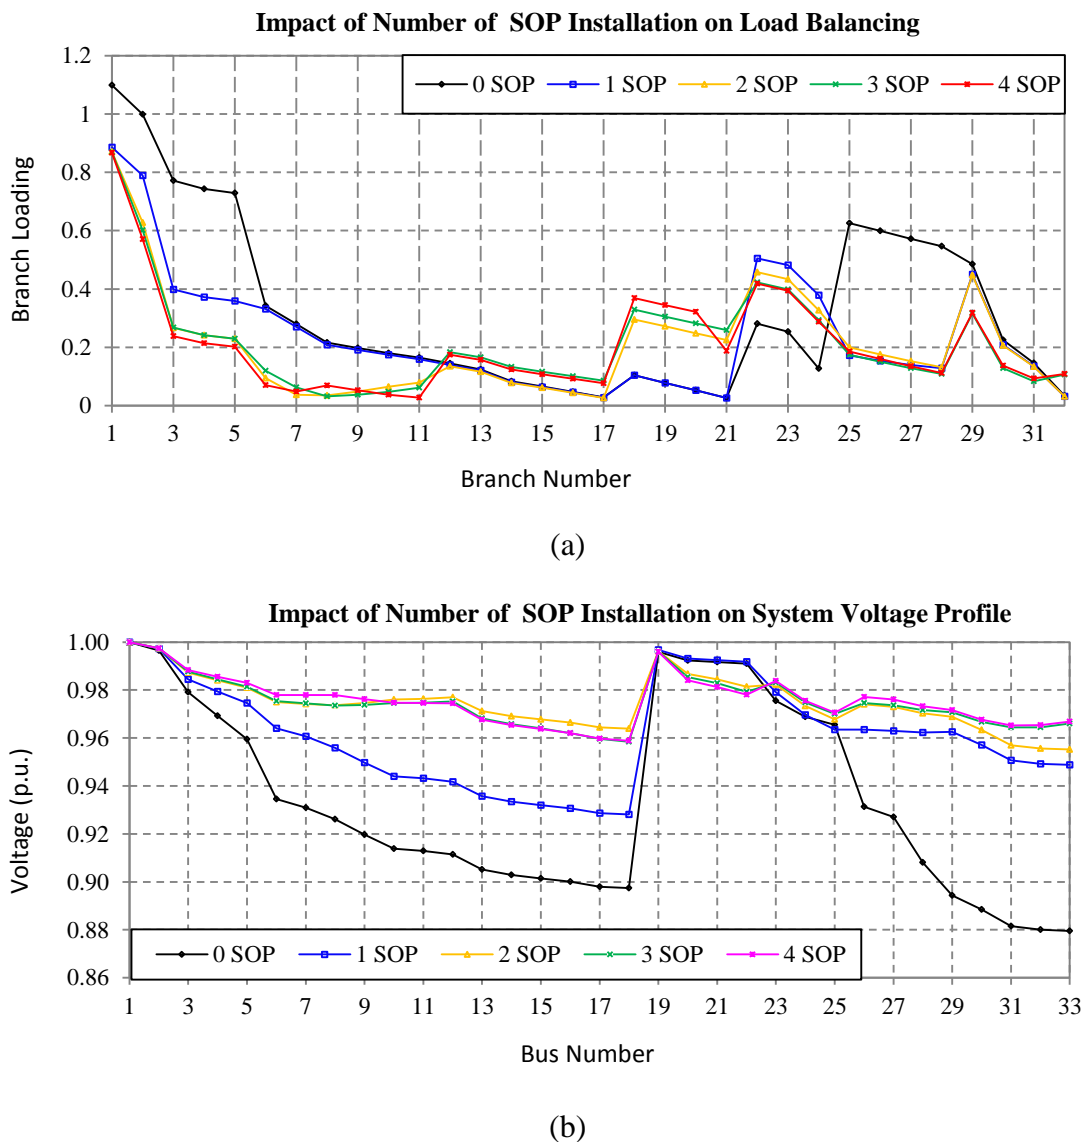 Impact of Number of SOP Installation on Load Balancing
1.2
1
0.8
0.6
0.4
0.2
0
Branch Loading
0 SOP 1 SOP 2 SOP 3 SOP 4 SOP
1 3 5 7 9 11 13 15 17 19 21 23 25 27 29 31
Branch Number
(a)
Impact of Number of SOP Installation on System Voltage Profile
1.00
0.98
0.96
0.94
0.92
0.90
0.88
0.86
Voltage (p.u.)
0 SOP 1 SOP 2 SOP 3 SOP 4 SOP
1 3 5 7 9 11 13 15 17 19 21 23 25 27 29 31 33
Bus Number
(b)